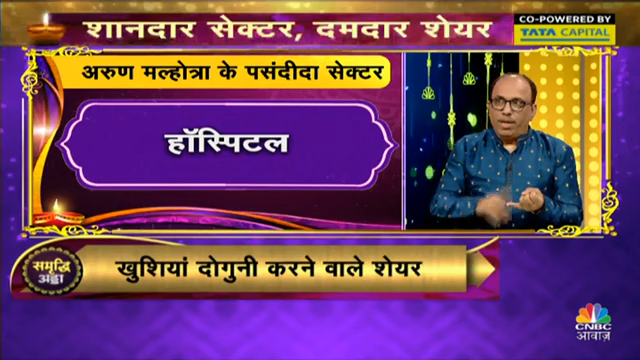 शानदार सेक्टर, दमदार शेयर
CO-POWERED BY
TATA CAPITAL
अरुण मल्होत्रा के पसंदीदा सेक्टर
हॉस्पिटल
समृद्धि
अड्डा
खुशियां दोगुनी करने वाले शेयर
CNBC
आवाज़